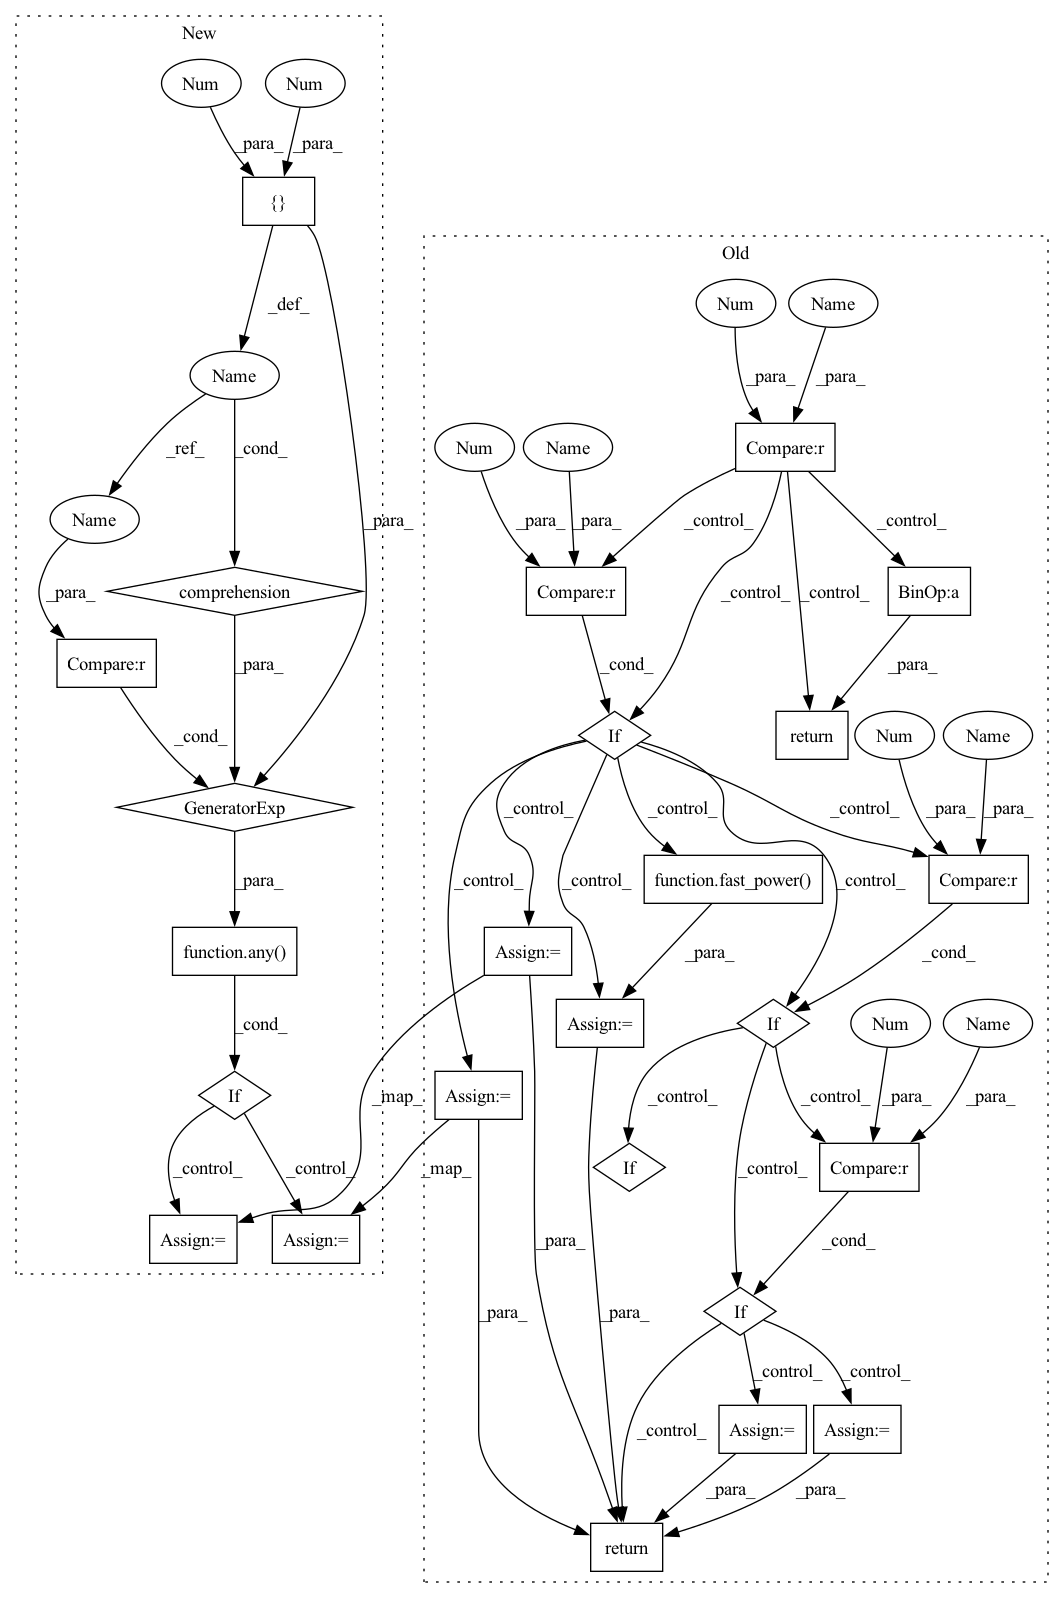 New
Num
Num
_para_
_para_
{}
Old
_def_
Num
Name
Name
_para_
_para_
_ref_
_cond_
Num
Name
Compare:r
Name
_para_
_para_
_para_
_control_
_control_
_para_
comprehension
Compare:r
_control_
_control_
BinOp:a
Compare:r
_para_
_cond_
_para_
_cond_
If
return
Num
Name
GeneratorExp
_control_
_control_
_control_
_para_
_para_
_para_
_control_
_control_
function.fast_power()
_control_
Compare:r
function.any()
Assign:=
_para_
_cond_
_cond_
Assign:=
If
Num
Name
If
_map_
Assign:=
_control_
_control_
_para_
_para_
_control_
_control_
_map_
If
_control_
Compare:r
Assign:=
Assign:=
_para_
_cond_
_para_
_para_
If
_control_
_control_
_control_
Assign:=
Assign:=
_para_
_para_
return